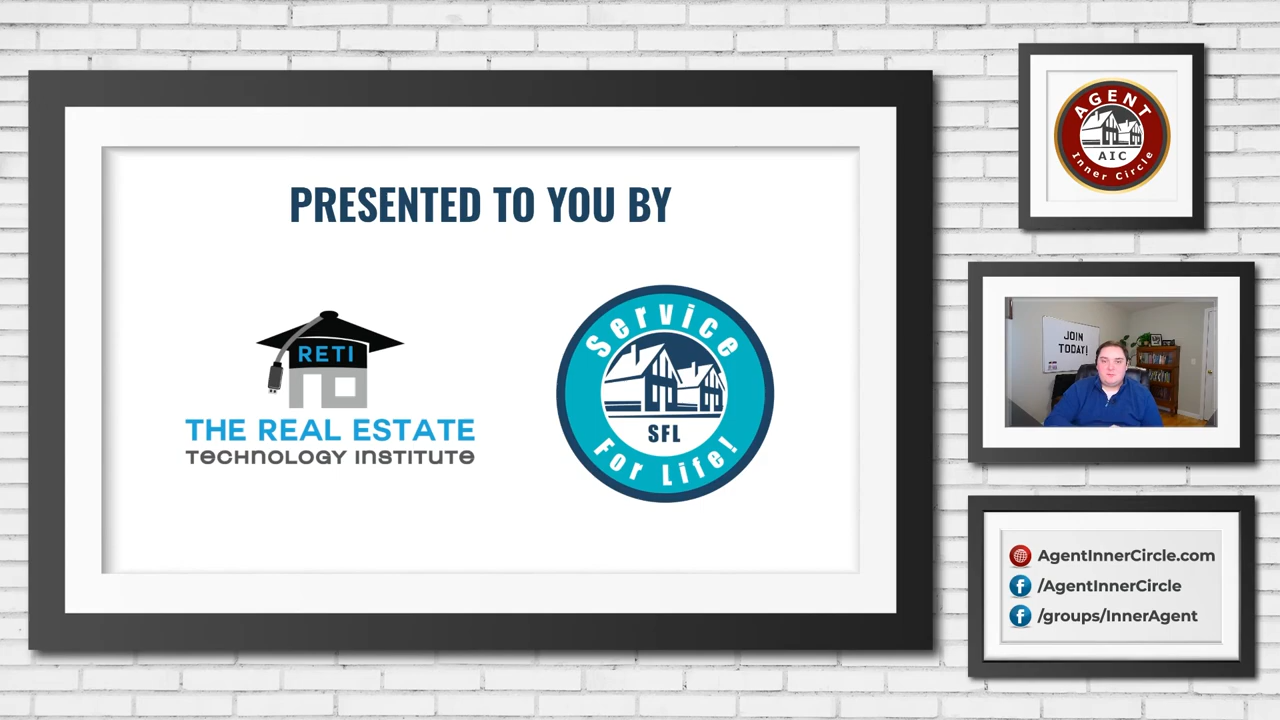 PRESENTED TO YOU BY
RETI
THE REAL ESTATE
TECHNOLOGY INSTITUTE
Service
SFL
For Life!
AGENT
AIC
Inner Circle
JOIN
TODAY!
AgentInnerCircle.com
/AgentInnerCircle
/groups/InnerAgent